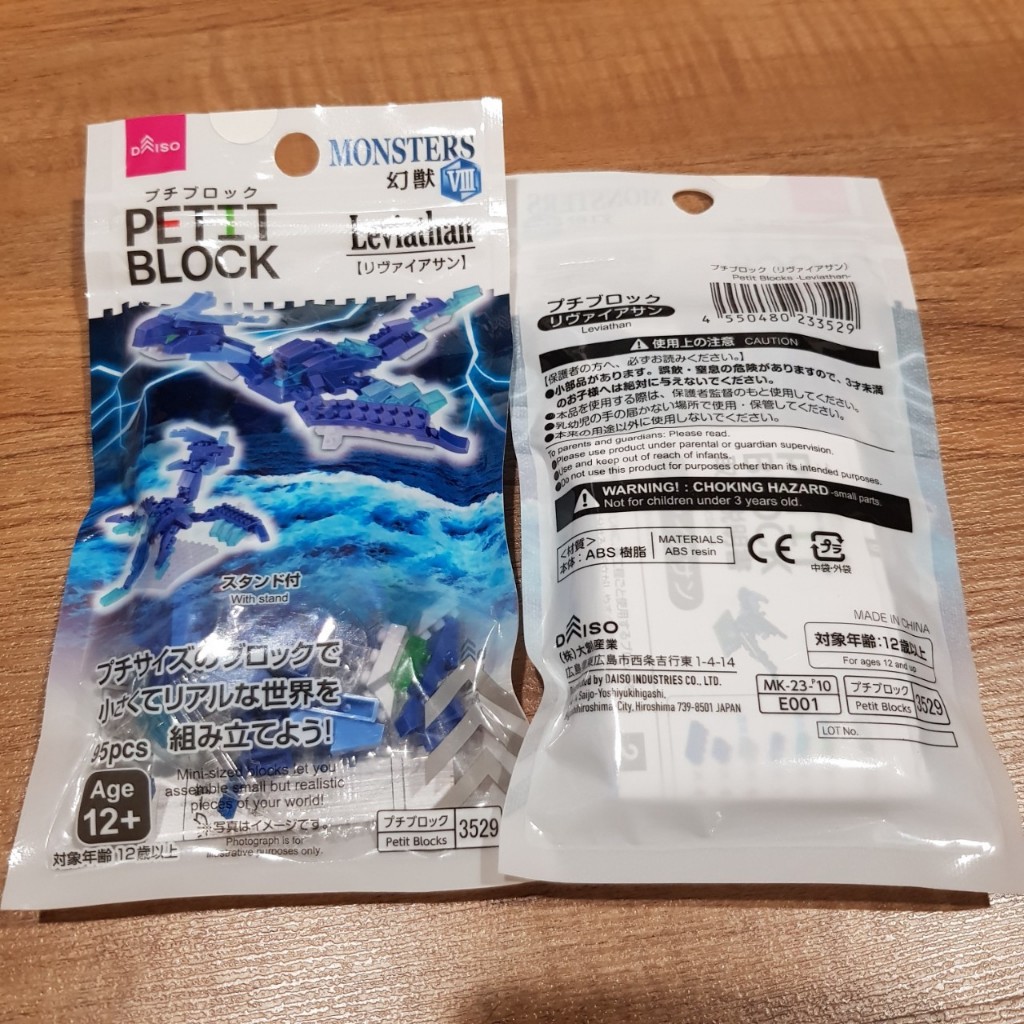 DAISO
MONSTERS
幻獣 VIII
プチブロック
PETIT
BLOCK
Leviathan
【リヴァイアサン】
スタンド付
With stand
プチサイズのブロックで
小さくてリアルな世界を
組み立てよう!
95pcs
Mini-sized blocks let you
assemble small but realistic
pieces of your world!
Age
12+
対象年齢 12歳以上
写真はイメージです。
Photograph is for
illustrative purposes only.
プチブロック
Petit Blocks
3529
プチブロック（リヴァイアサン）
Petit Blocks -Leviathan-
4 550480 233529
プチブロック
リヴァイアサン
Leviathan
使用上の注意 CAUTION
【保護者の方へ、必ずお読みください。】
●小部品があります。誤飲・窒息の危険がありますので、3才未満
のお子様へは絶対に与えないでください。
●本品を使用する際は、保護者監督のもと使用してください。
●乳幼児の手の届かない場所で使用・保管してください。
●本来の用途以外に使用しないでください。
To parents and guardians: Please read.
●Please use product under parental or guardian supervision.
●Use and keep out of reach of infants.
●Do not use this product for purposes other than its intended purposes.
WARNING! : CHOKING HAZARD -small parts.
Not for children under 3 years old.
<材質>
本体：ABS 樹脂
MATERIALS
ABS resin
CE
プラ
中袋・外袋
MADE IN CHINA
DAISO
(株)大創産業
広島県東広島市西条吉行東1-4-14
by DAISO INDUSTRIES CO., LTD.
Saijo-Yoshiyukihigashi,
Higashihiroshima City, Hiroshima 739-8501 JAPAN
対象年齢:12歳以上
For ages 12 and up
MK-23-'10
E001
プチブロック
Petit Blocks
3529
LOT No.